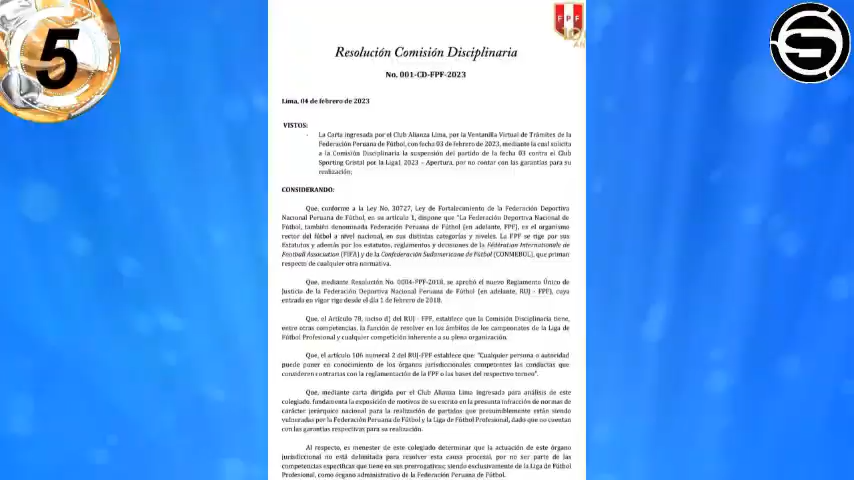 5
FPF
S
Resolución Comisión Disciplinaria
No. 001-CD-FPF-2023
Lima, 04 de febrero de 2023
VISTOS:
- La Carta ingresada por el Club Alianza Lima, por la Ventanilla Virtual de Trámites de la
Federación Peruana de Fútbol, con fecha 03 de febrero de 2023, mediante la cual solicita
a la Comisión Disciplinaria la suspensión del partido de la fecha 03 contra el Club
Sporting Cristal por la Liga1, 2023 – Apertura, por no contar con las garantías para su
realización;
CONSIDERANDO:
Que, conforme a la Ley No. 30727, Ley de Fortalecimiento de la Federación Deportiva
Nacional Peruana de Fútbol, en su artículo 1, dispone que "La Federación Deportiva Nacional de
Fútbol, también denominada Federación Peruana de Fútbol (en adelante, FPF), es el organismo
rector del fútbol a nivel nacional, en sus distintas categorías y niveles. La FPF se rige por sus
Estatutos y además por los estatutos, reglamentos y decisiones de la Fédération Internationale de
Football Association (FIFA) y de la Confederación Sudamericana de Fútbol (CONMEBOL), que priman
respecto de cualquier otra normativa.
Que, mediante Resolución No. 0004-FPF-2018, se aprobó el nuevo Reglamento Único de
Justicia de la Federación Deportiva Nacional Peruana de Fútbol (en adelante, RUJ – FPF), cuya
entrada en vigor rige desde el día 1 de febrero de 2018.
Que, el Artículo 78, inciso d) del RUJ - FPF, establece que la Comisión Disciplinaria tiene,
entre otras competencias, la función de resolver en los ámbitos de los campeonatos de la Liga de
Fútbol Profesional y cualquier competición inherente a su plena organización.
Que, el artículo 106 numeral 2 del RUJ-FPF establece que: "Cualquier persona o autoridad
puede poner en conocimiento de los órganos jurisdiccionales competentes las conductas que
consideren contrarias con la reglamentación de la FPF o las bases del respectivo torneo".
Que, mediante carta dirigida por el Club Alianza Lima ingresada para análisis de este
colegiado, fundamenta la exposición de motivos de su escrito en la presunta infracción de normas de
carácter jerárquico nacional para la realización de partidos que presumiblemente están siendo
vulneradas por la Federación Peruana de Fútbol y la Liga de Fútbol Profesional, dado que no cuentan
con las garantías respectivas para su realización.
Al respecto, es menester de este colegiado determinar que la actuación de este órgano
jurisdiccional no está delimitada para resolver esta causa procesal, por no ser parte de las
competencias específicas que tiene en sus prerrogativas; siendo exclusivamente de la Liga de Fútbol
Profesional, como órgano administrativo de la Federación Peruana de Fútbol.